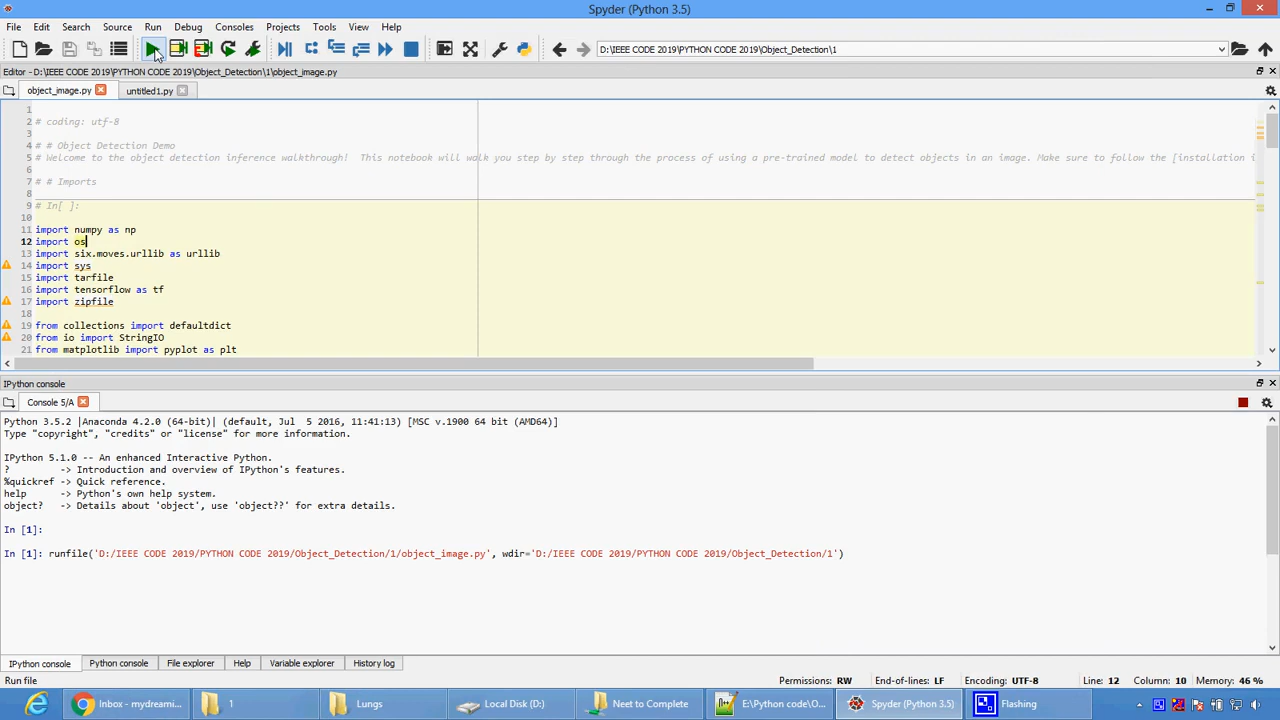 Spyder (Python 3.5)
File Edit Search Source Run Debug Consoles Projects Tools View Help
D:\IEEE CODE 2019\PYTHON CODE 2019\Object_Detection\1
Editor - D:\IEEE CODE 2019\PYTHON CODE 2019\Object_Detection\1\object_image.py
object_image.py untitled1.py
1
2 # coding: utf-8
3
4 # # Object Detection Demo
5 # Welcome to the object detection inference walkthrough!  This notebook will walk you step by step through the process of using a pre-trained model to detect objects in an image. Make sure to follow the [installation i
6
7 # # Imports
8
9 # In[ ]:
10
11 import numpy as np
12 import os
13 import six.moves.urllib as urllib
14 import sys
15 import tarfile
16 import tensorflow as tf
17 import zipfile
18
19 from collections import defaultdict
20 from io import StringIO
21 from matplotlib import pyplot as plt
IPython console
Console 5/A
Python 3.5.2 |Anaconda 4.2.0 (64-bit)| (default, Jul  5 2016, 11:41:13) [MSC v.1900 64 bit (AMD64)]
Type "copyright", "credits" or "license" for more information.
IPython 5.1.0 -- An enhanced Interactive Python.
?         -> Introduction and overview of IPython's features.
%quickref -> Quick reference.
help      -> Python's own help system.
object?   -> Details about 'object', use 'object??' for extra details.
In [1]:
In [1]: runfile('D:/IEEE CODE 2019/PYTHON CODE 2019/Object_Detection/1/object_image.py', wdir='D:/IEEE CODE 2019/PYTHON CODE 2019/Object_Detection/1')
IPython console Python console File explorer Help Variable explorer History log
Run file Permissions: RW End-of-lines: LF Encoding: UTF-8 Line: 12 Column: 10 Memory: 46 %
Inbox - mydreami... 1 Lungs Local Disk (D:) Neet to Complete E:\Python code\O... Spyder (Python 3.5) Flashing